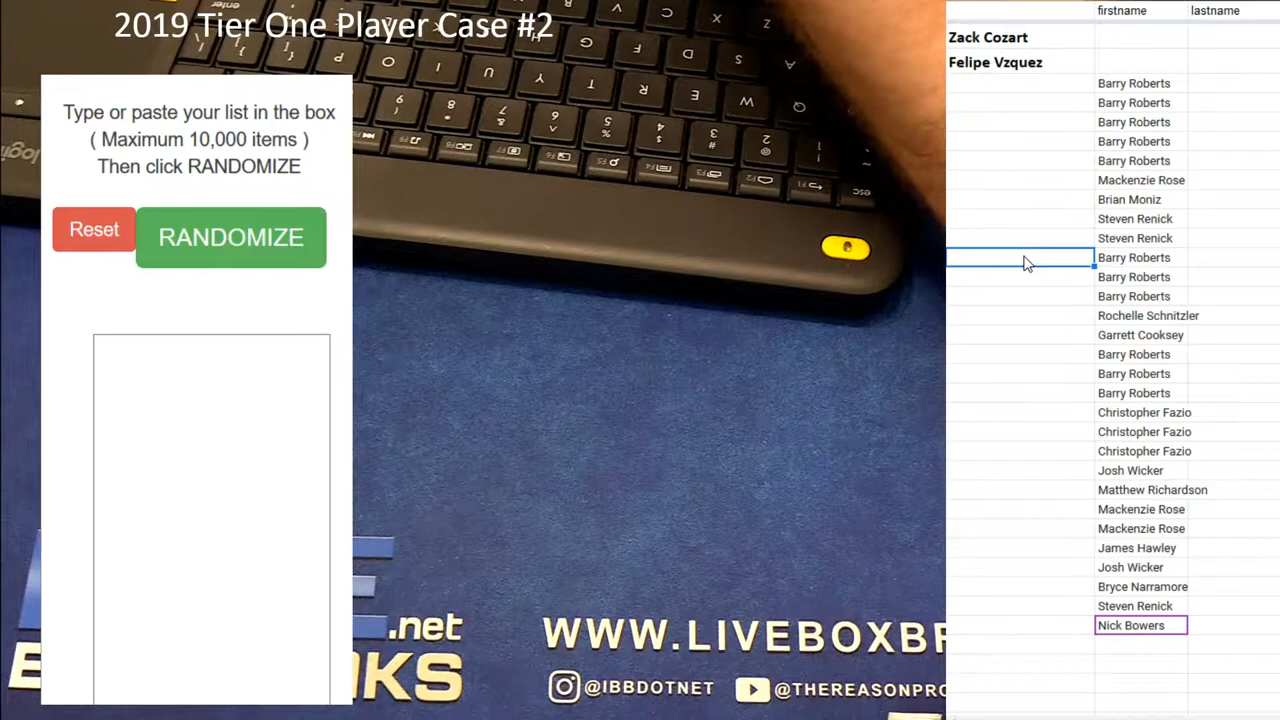 2019 Tier One Player Case #2
Type or paste your list in the box
( Maximum 10,000 items )
Then click RANDOMIZE
Reset
RANDOMIZE
firstname lastname
Zack Cozart
Felipe Vzquez
Barry Roberts
Barry Roberts
Barry Roberts
Barry Roberts
Barry Roberts
Mackenzie Rose
Brian Moniz
Steven Renick
Steven Renick
Barry Roberts
Barry Roberts
Barry Roberts
Rochelle Schnitzler
Garrett Cooksey
Barry Roberts
Barry Roberts
Barry Roberts
Christopher Fazio
Christopher Fazio
Christopher Fazio
Josh Wicker
Matthew Richardson
Mackenzie Rose
Mackenzie Rose
James Hawley
Josh Wicker
Bryce Narramore
Steven Renick
Nick Bowers
.net
WWW.LIVEBOXB
@IBBDOTNET
@THEREASONPRO